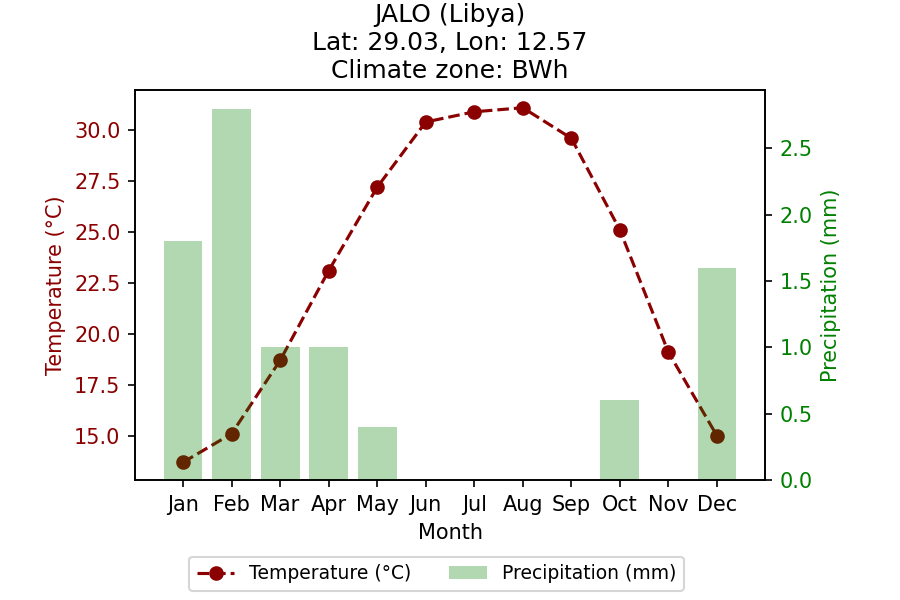 JALO (Libya)
Lat: 29.03, Lon: 12.57
Climate zone: BWh
Temperature (°C)
30.0
27.5
25.0
22.5
20.0
17.5
15.0
Precipitation (mm)
2.5
2.0
1.5
1.0
0.5
0.0
Jan Feb Mar Apr May Jun Jul Aug Sep Oct Nov Dec
Month
Temperature (°C) Precipitation (mm)